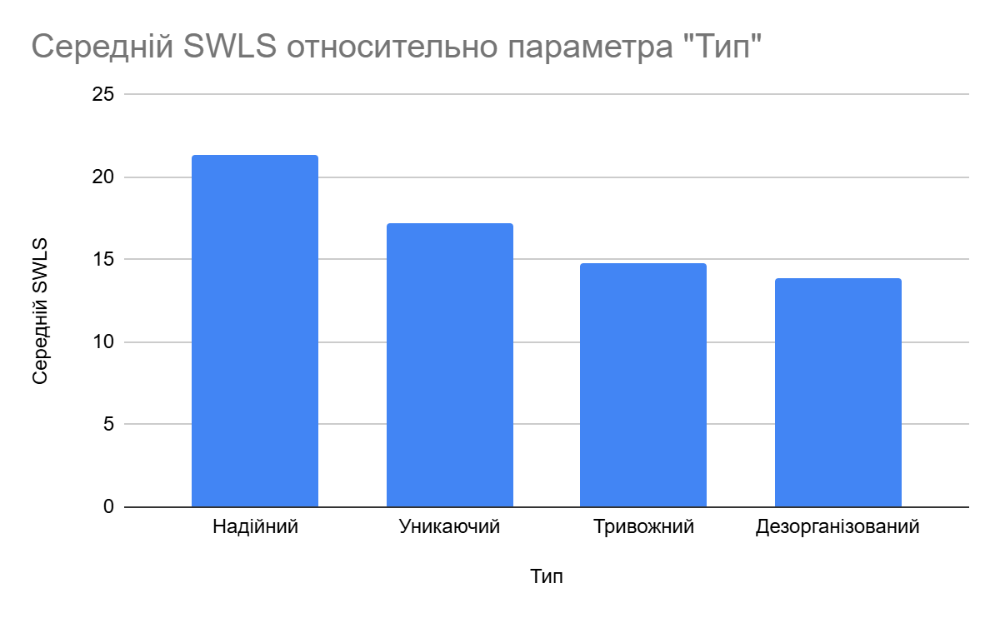 Середній SWLS относительно параметра "Тип"
25
20
15
10
5
0
Середній SWLS
Надійний Уникаючий Тривожний Дезорганізований
Тип